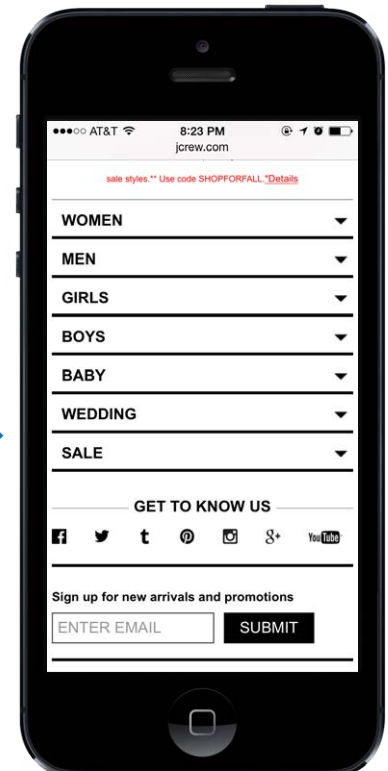 AT&T 8:23 PM
jcrew.com
sale styles.** Use code SHOPFORFALL.*Details
WOMEN
MEN
GIRLS
BOYS
BABY
WEDDING
SALE
GET TO KNOW US
f t g+ YouTube
Sign up for new arrivals and promotions
ENTER EMAIL SUBMIT